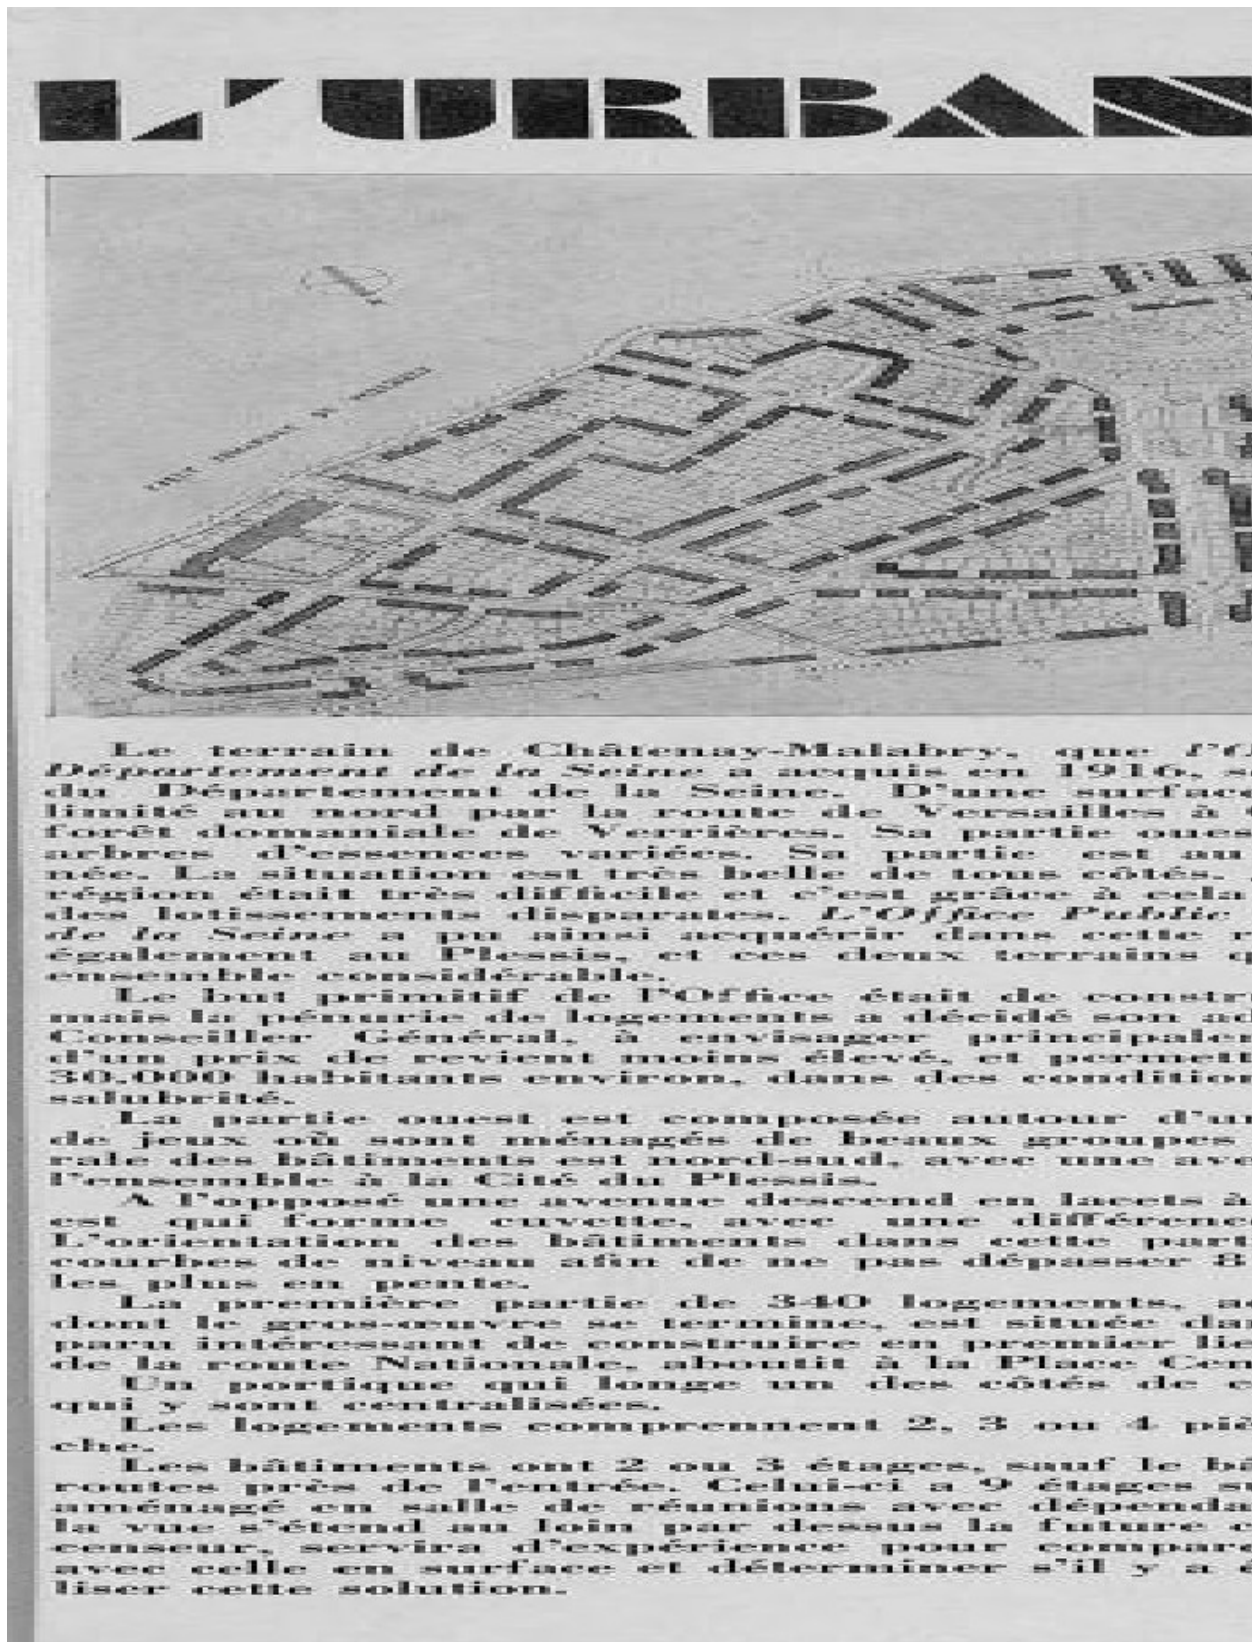 L'URBAN
Le terrain de Châtenay-Malabry, que l'O
Département de la Seine a acquis en 1916, s
du Département de la Seine. D'une surface
limité au nord par la route de Versailles à
forêt domaniale de Verrières. Sa partie oues
arbres d'essences variées. Sa partie est au
née. La situation est très belle de tous côtés.
région était très difficile et c'est grâce à cela
des lotissements disparates. L'Office Public
de la Seine a pu ainsi acquérir dans cette r
également au Plessis, et ces deux terrains q
ensemble considérable.
Le but primitif de l'Office était de constr
mais la pénurie de logements a décidé son ad
Conseiller Général, à envisager principale
d'un prix de revient moins élevé, et permett
30.000 habitants environ, dans des condition
salubrité.
La partie ouest est composée autour d'un
de jeux où sont ménagés de beaux groupes
rale des bâtiments est nord-sud, avec une ave
l'ensemble à la Cité du Plessis.
A l'opposé une avenue descend en lacets à
est qui forme cuvette, avec une différenc
L'orientation des bâtiments dans cette part
courbes de niveau afin de ne pas dépasser 8
les plus en pente.
La première partie de 340 logements, a
dont le gros-œuvre se termine, est située dan
paru intéressant de construire en premier lie
de la route Nationale, aboutit à la Place Cen
Un portique qui longe un des côtés de c
qui y sont centralisées.
Les logements comprennent 2, 3 ou 4 piè
che.
Les bâtiments ont 2 ou 3 étages, sauf le bâ
routes près de l'entrée. Celui-ci a 9 étages s
aménagé en salle de réunions avec dépenda
la vue s'étend au loin par dessus la future c
censeur, servira d'expérience pour compar
avec celle en surface et déterminer s'il y a
liser cette solution.